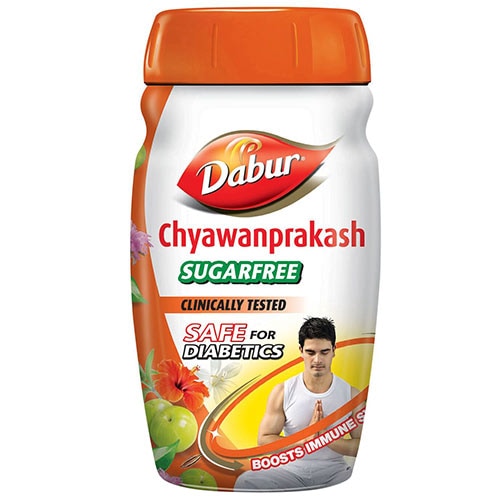 Dabur
Chyawanprakash
SUGARFREE
CLINICALLY TESTED
SAFE FOR
DIABETICS
BOOSTS IMMUNE